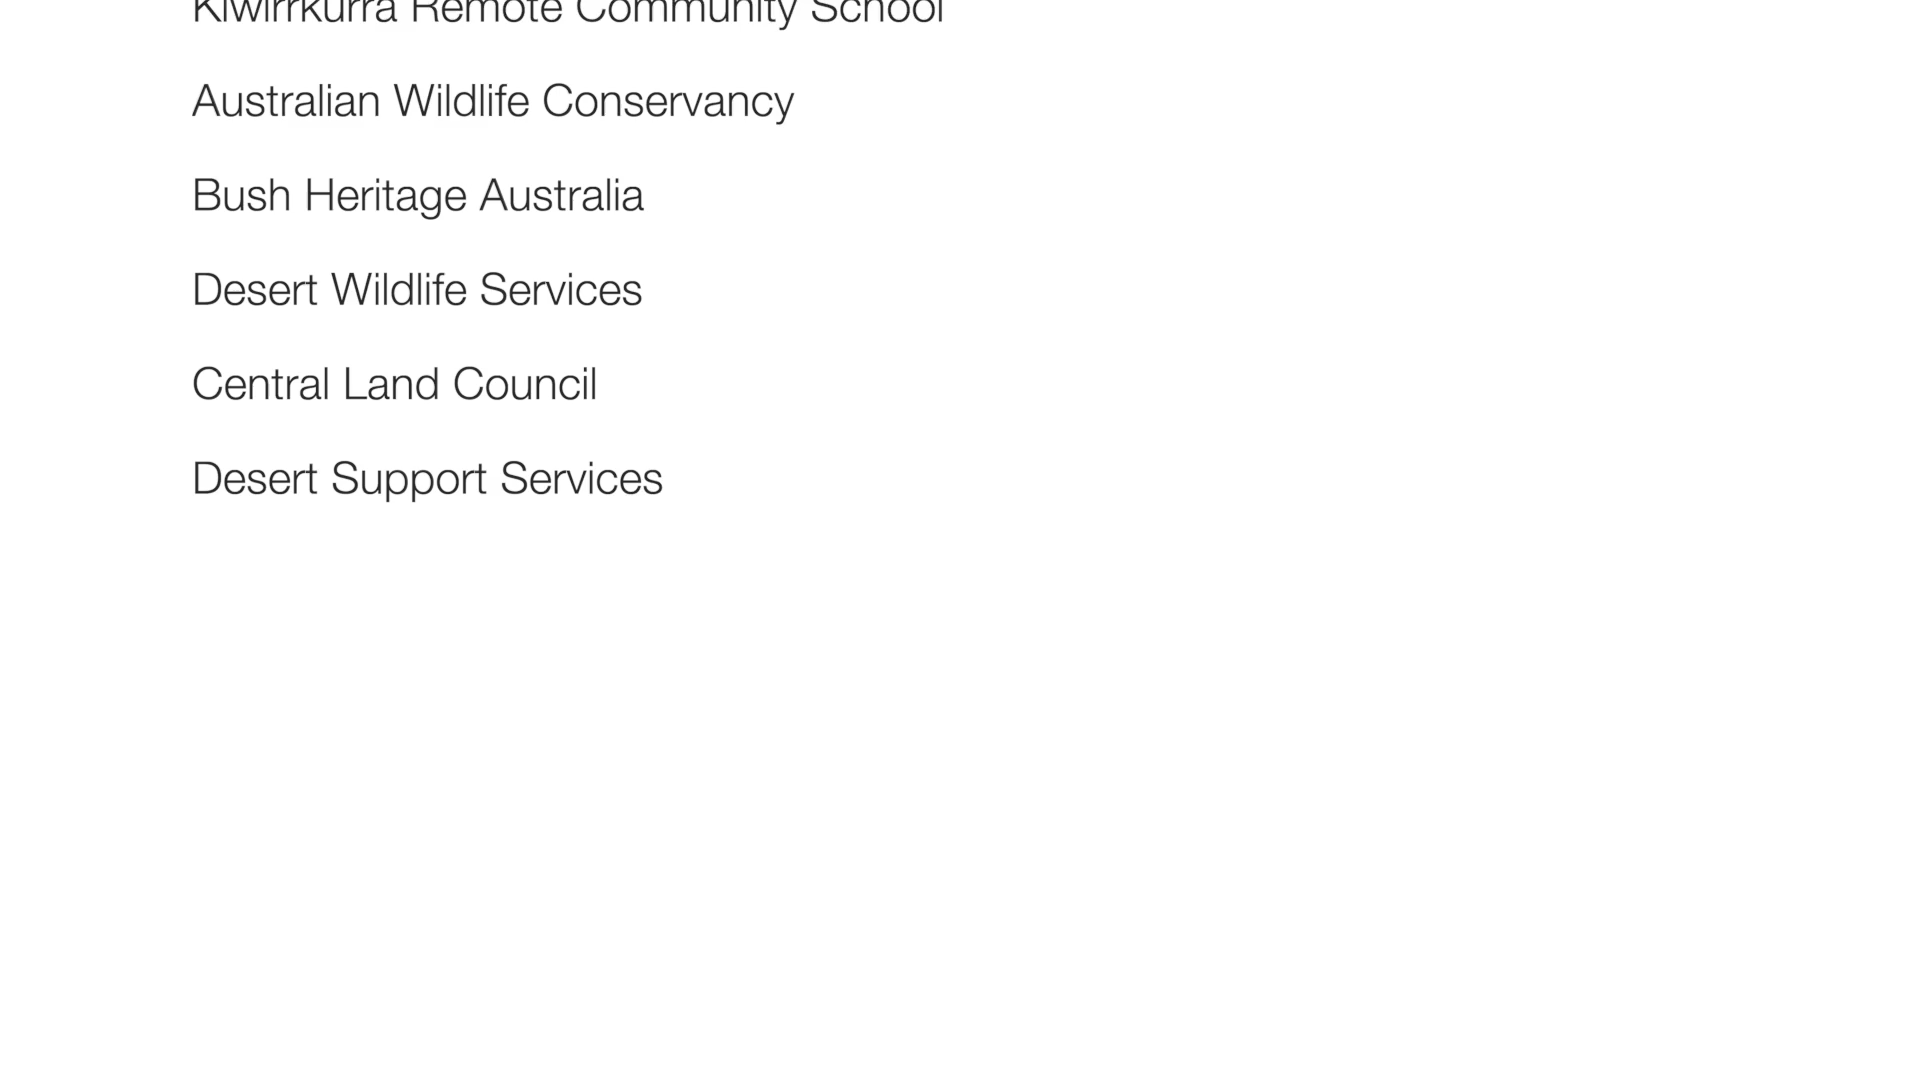 Kiwirrkurra Remote Community School
Australian Wildlife Conservancy
Bush Heritage Australia
Desert Wildlife Services
Central Land Council
Desert Support Services